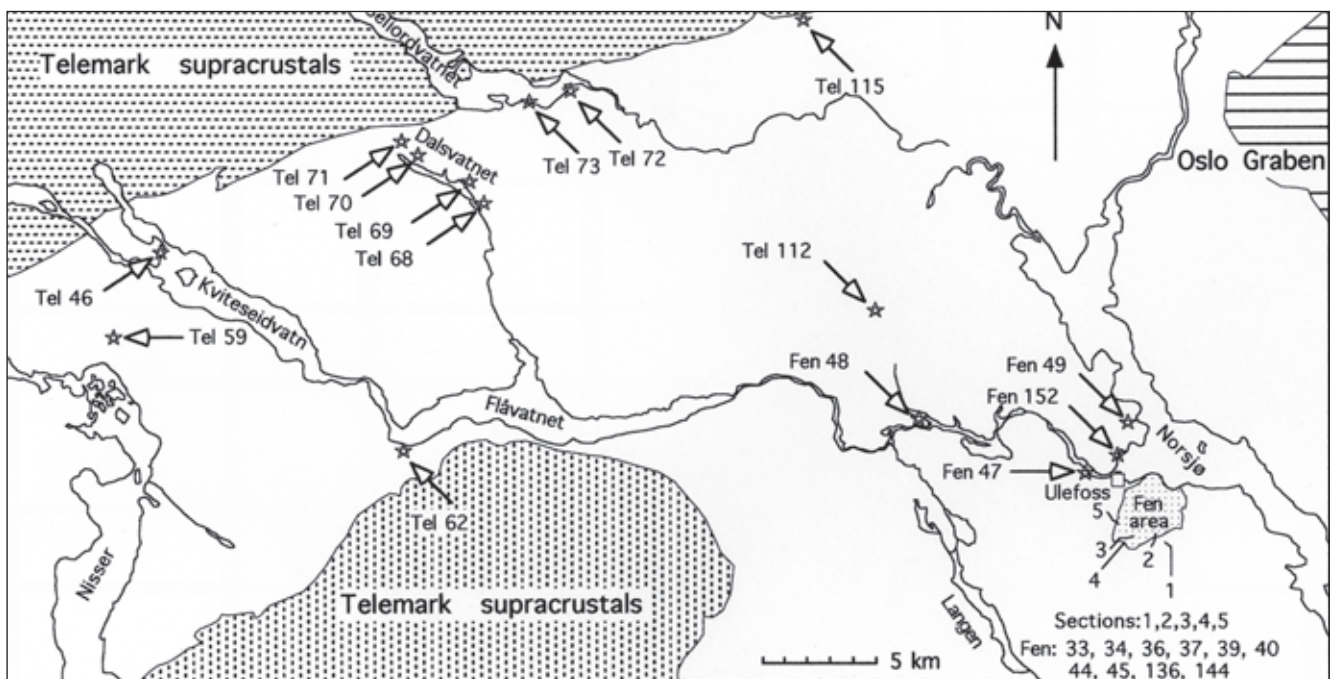 Telemark supracrustals
Seljordvatnet
N
Tel 115
Oslo Graben
Dalsvatnet
Tel 73
Tel 72
Tel 71
Tel 70
Tel 69
Tel 68
Tel 112
Tel 46
Kviteseidvatn
Tel 59
Fen 48
Fen 49
Fen 152
Flåvatnet
Norsjø
Fen 47
Ulefoss
Tel 62
5
Fen
area
3
2
4
1
Nisser
Telemark supracrustals
Langen
Sections:1,2,3,4,5
5 km
Fen: 33, 34, 36, 37, 39, 40
44, 45, 136, 144